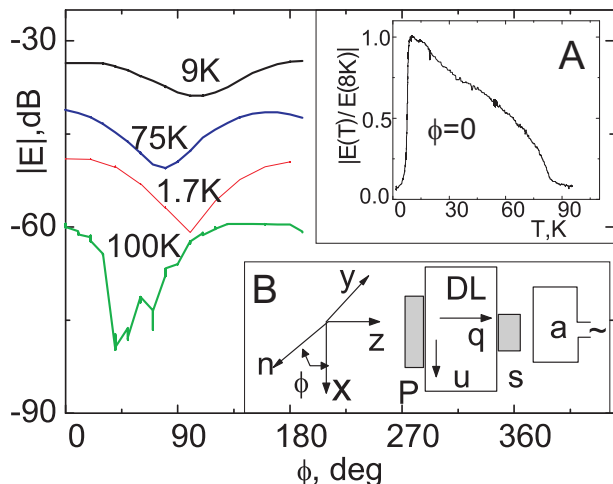 -30
-60
-90
|E|,dB
0
90
180
270
360
ϕ, deg
9K
75K
1.7K
100K
A
|E(T)/ E(8K)|
1.0
0.5
0.0
ϕ=0
0
30
60
90
T,K
B
y
z
n
ϕ
x
P
DL
q
u
s
a
~